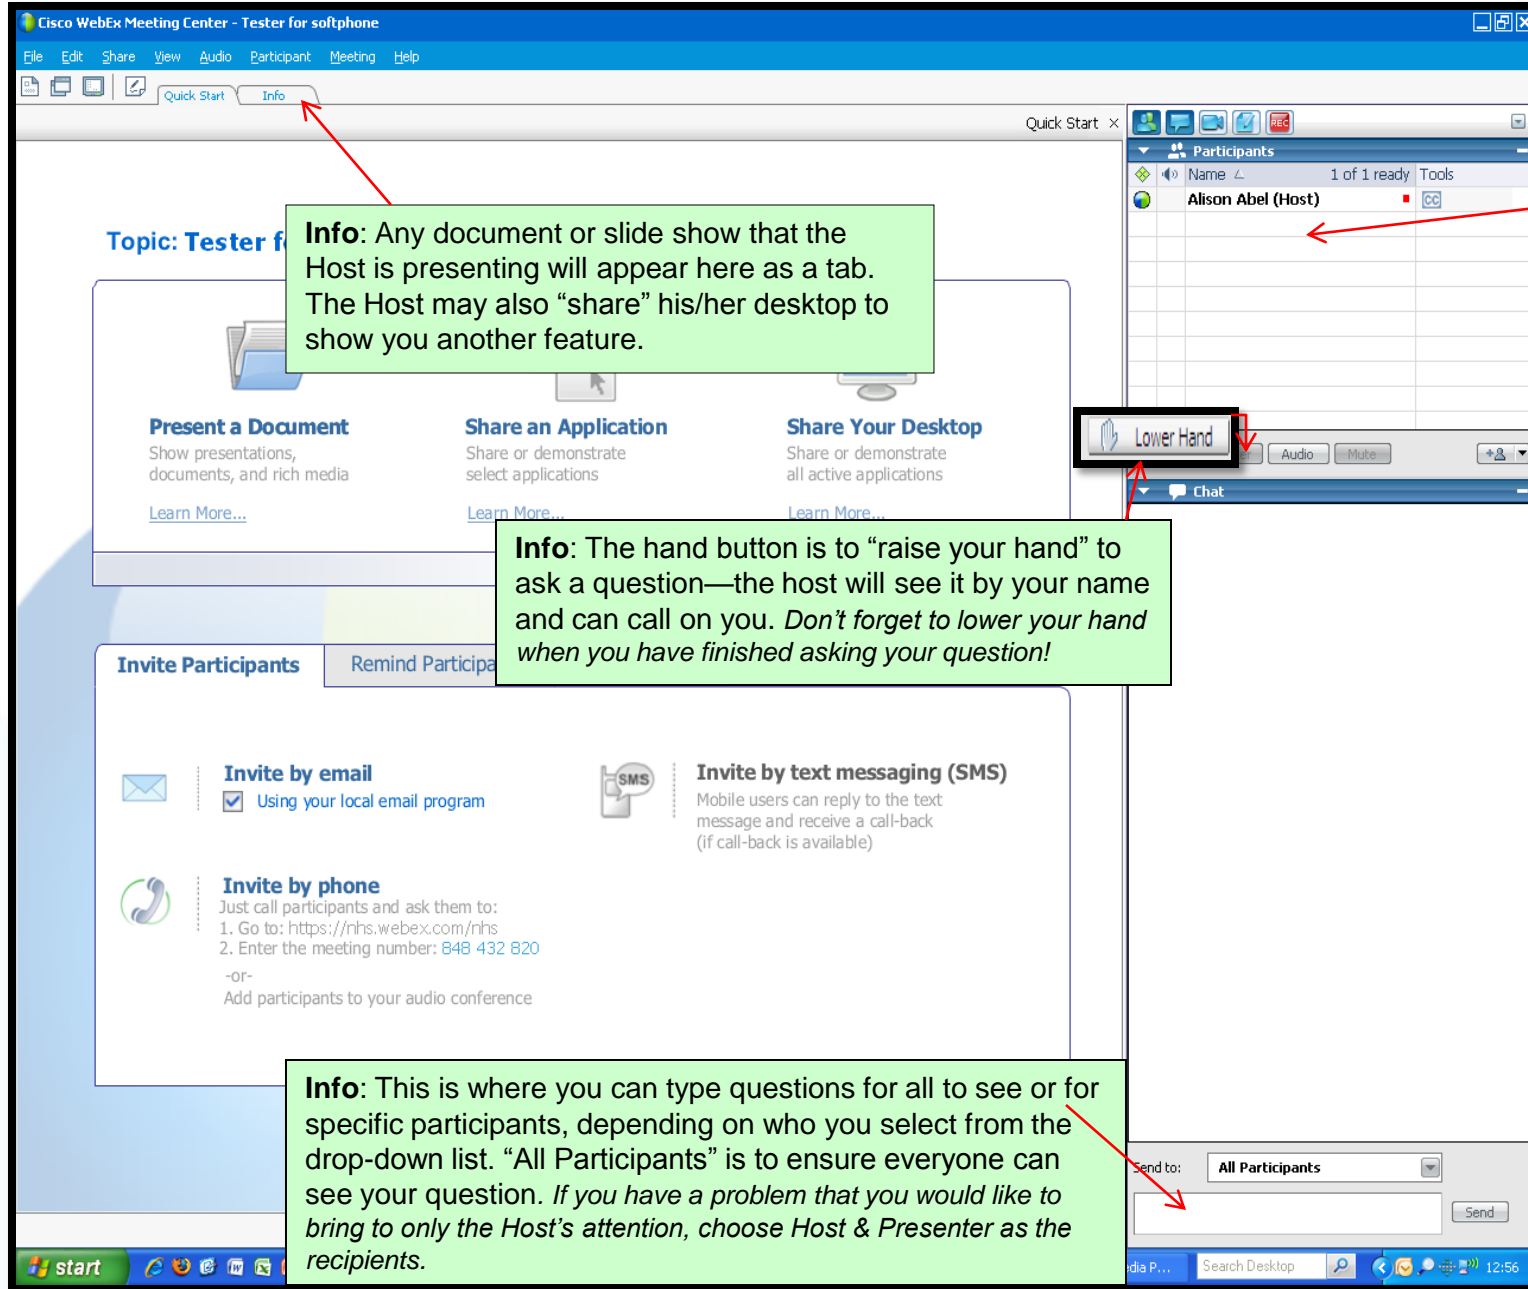 Cisco WebEx Meeting Center - Tester for softphone
File Edit Share View Audio Participant Meeting Help
Quick Start Info
Quick Start ×
Participants
Name 1 of 1 ready Tools
Alison Abel (Host) CC
REC
Topic: Tester
Info: Any document or slide show that the
Host is presenting will appear here as a tab.
The Host may also “share” his/her desktop to
show you another feature.
Present a Document
Show presentations,
documents, and rich media
Learn More...
Share an Application
Share or demonstrate
select applications
Learn More...
Share Your Desktop
Share or demonstrate
all active applications
Learn More...
Lower Hand
Audio Mute
Chat
Info: The hand button is to “raise your hand” to
ask a question—the host will see it by your name
and can call on you. Don’t forget to lower your hand
when you have finished asking your question!
Invite Participants Remind
Invite by email
Using your local email program
SMS
Invite by text messaging (SMS)
Mobile users can reply to the text
message and receive a call-back
(if call-back is available)
Invite by phone
Just call participants and ask them to:
1. Go to: https://nhs.webex.com/nhs
2. Enter the meeting number: 848 432 820
-or-
Add participants to your audio conference
Info: This is where you can type questions for all to see or for
specific participants, depending on who you select from the
drop-down list. “All Participants” is to ensure everyone can
see your question. If you have a problem that you would like to
bring to only the Host’s attention, choose Host & Presenter as the
recipients.
Send to: All Participants
Send
start
edia P... Search Desktop 12:56